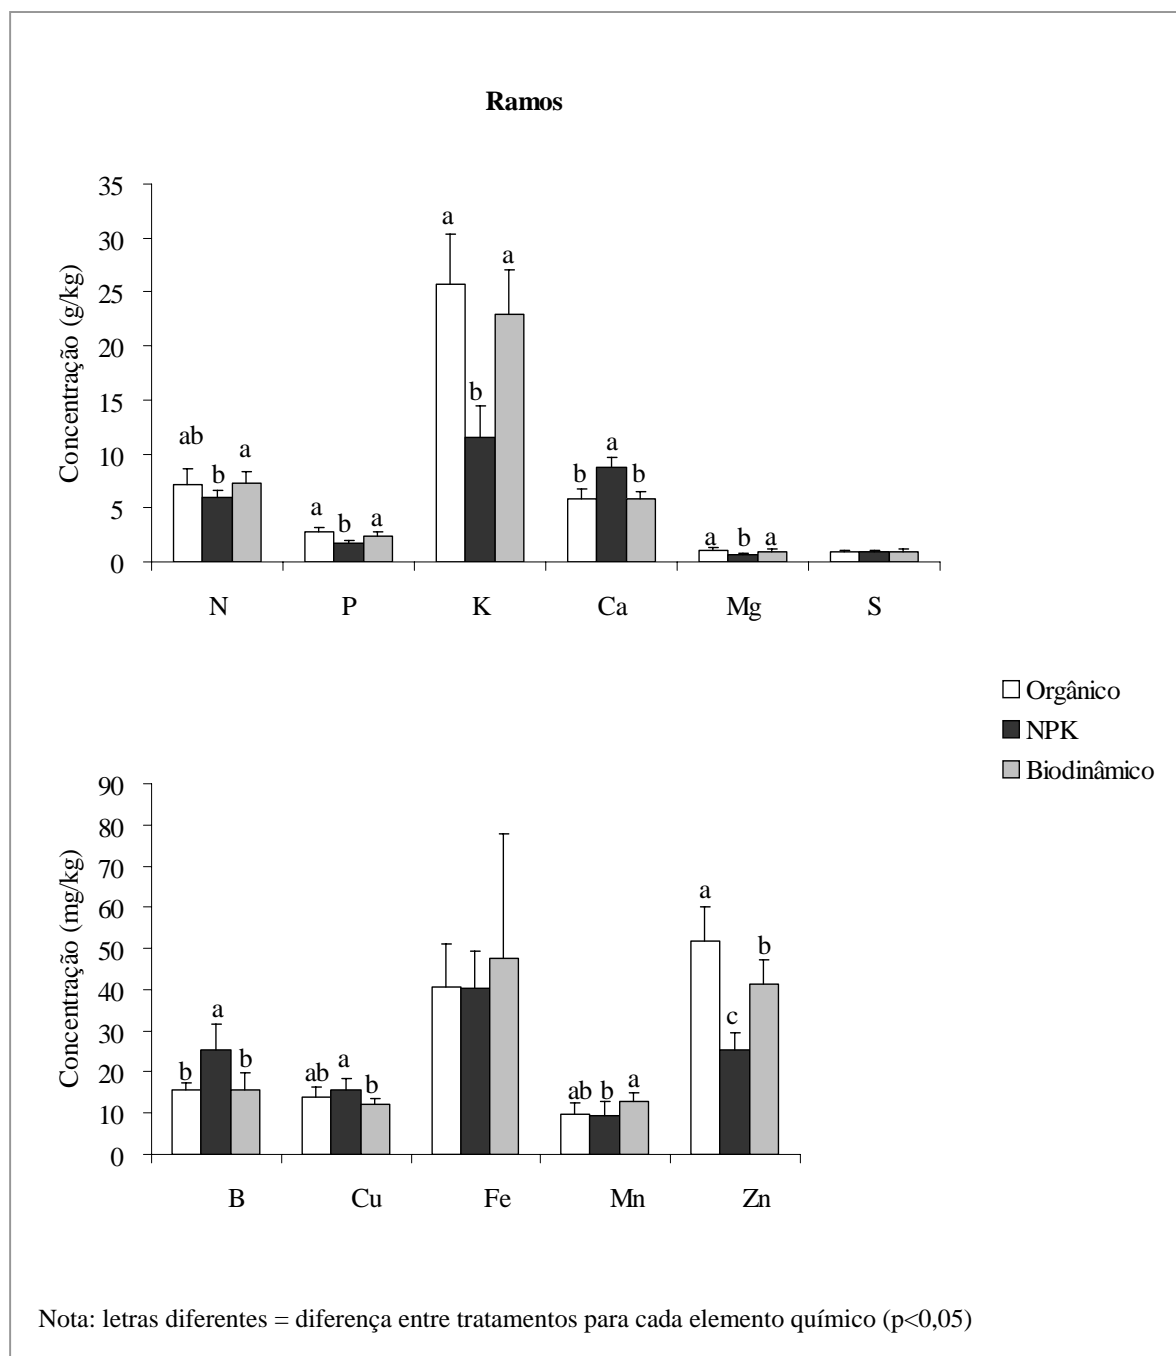 Ramos
Concentração (g/kg)
35
30
25
20
15
10
5
0
ab b a
a b a
a b a
b a b
a b a
N P K Ca Mg S
Orgânico
NPK
Biodinâmico
Concentração (mg/kg)
90
80
70
60
50
40
30
20
10
0
b a b
ab a b
ab b a
a c b
B Cu Fe Mn Zn
Nota: letras diferentes = diferença entre tratamentos para cada elemento químico (p<0,05)